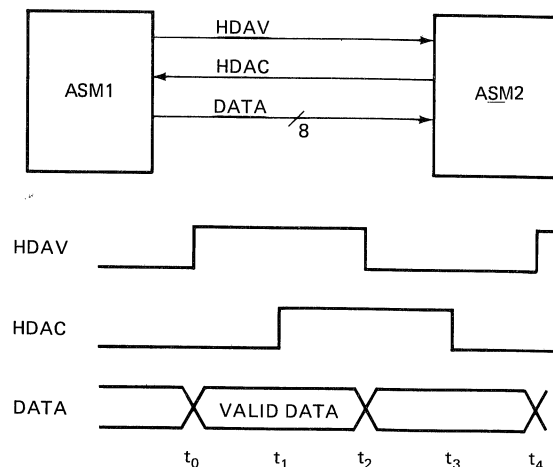 HDAV
HDAC
ASM1
ASM2
DATA
8
HDAV
HDAC
DATA
VALID DATA
t0 t1 t2 t3 t4